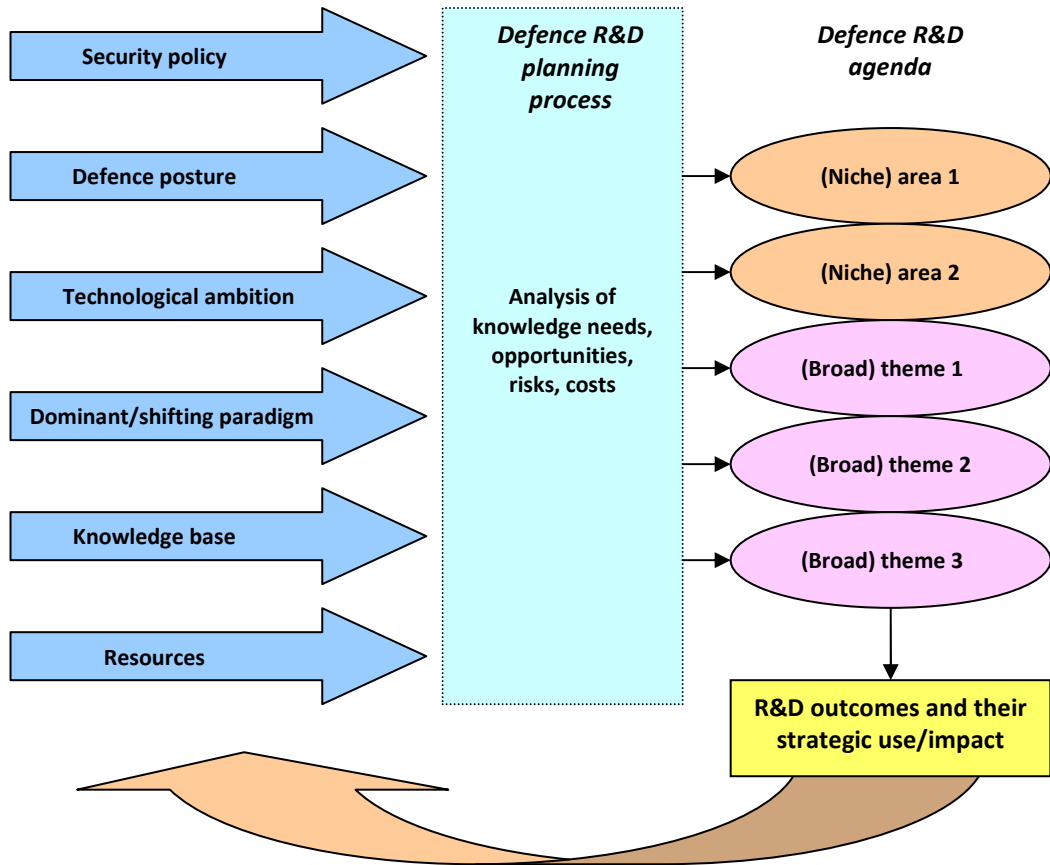 Security policy
Defence posture
Technological ambition
Dominant/shifting paradigm
Knowledge base
Resources
Defence R&D
planning
process
Analysis of
knowledge needs,
opportunities,
risks, costs
Defence R&D
agenda
(Niche) area 1
(Niche) area 2
(Broad) theme 1
(Broad) theme 2
(Broad) theme 3
R&D outcomes and their
strategic use/impact